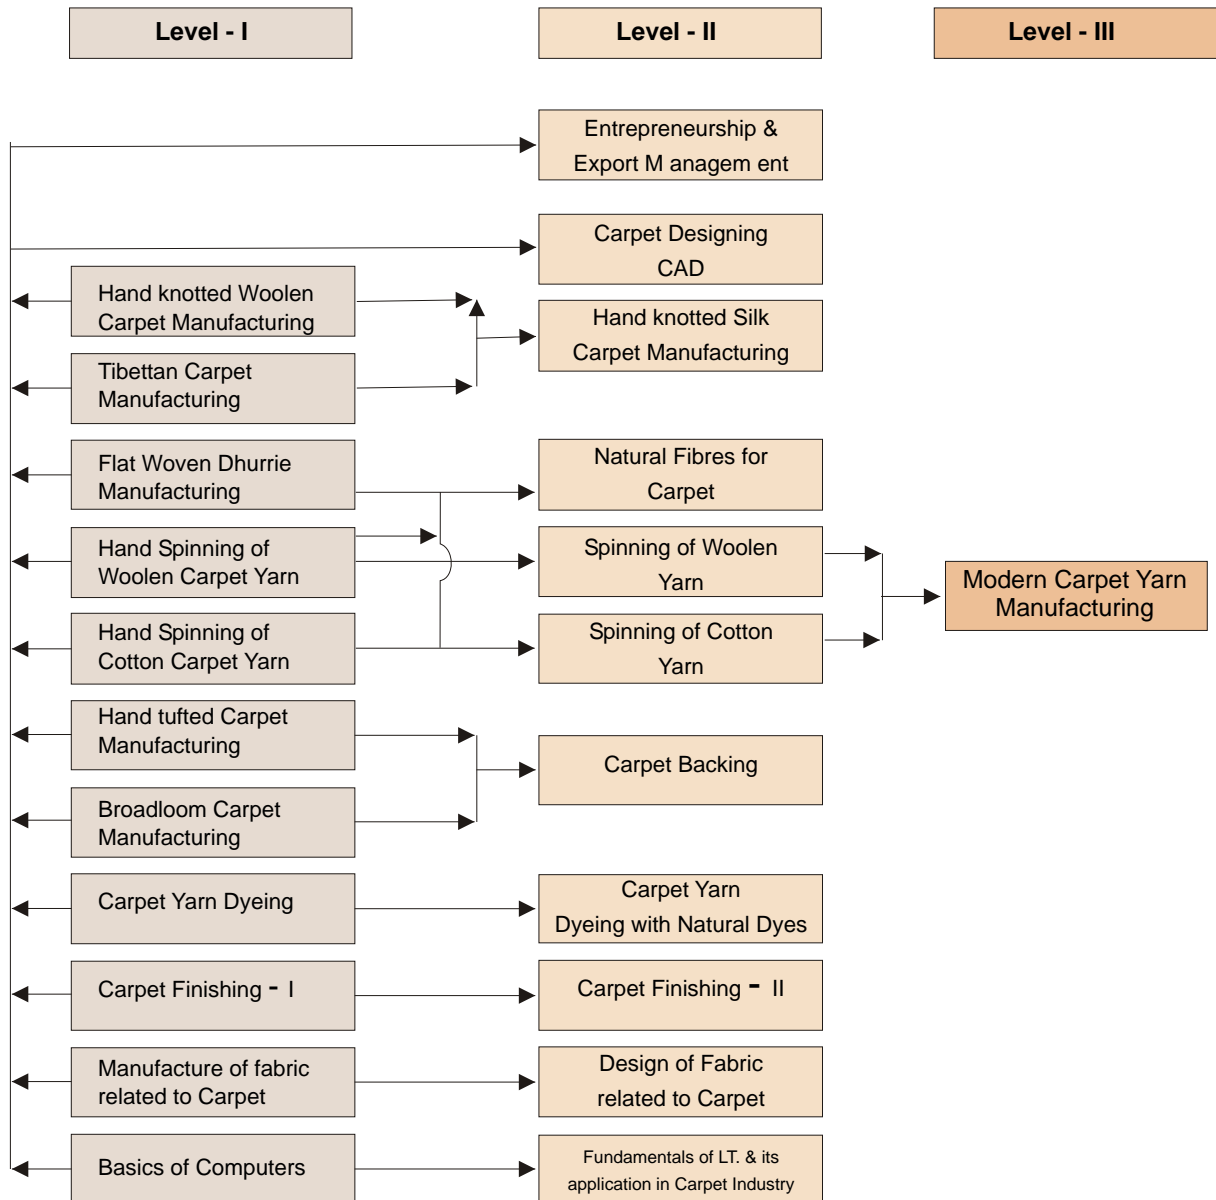 Level - I
Level - II
Level - III
Entrepreneurship &
Export M anagem ent
Carpet Designing
CAD
Hand knotted Woolen
Carpet Manufacturing
Hand knotted Silk
Carpet Manufacturing
Tibettan Carpet
Manufacturing
Flat Woven Dhurrie
Manufacturing
Natural Fibres for
Carpet
Hand Spinning of
Woolen Carpet Yarn
Spinning of Woolen
Yarn
Modern Carpet Yarn
Manufacturing
Hand Spinning of
Cotton Carpet Yarn
Spinning of Cotton
Yarn
Hand tufted Carpet
Manufacturing
Carpet Backing
Broadloom Carpet
Manufacturing
Carpet Yarn Dyeing
Carpet Yarn
Dyeing with Natural Dyes
Carpet Finishing - I
Carpet Finishing - II
Manufacture of fabric
related to Carpet
Design of Fabric
related to Carpet
Basics of Computers
Fundamentals of LT. & its
application in Carpet Industry